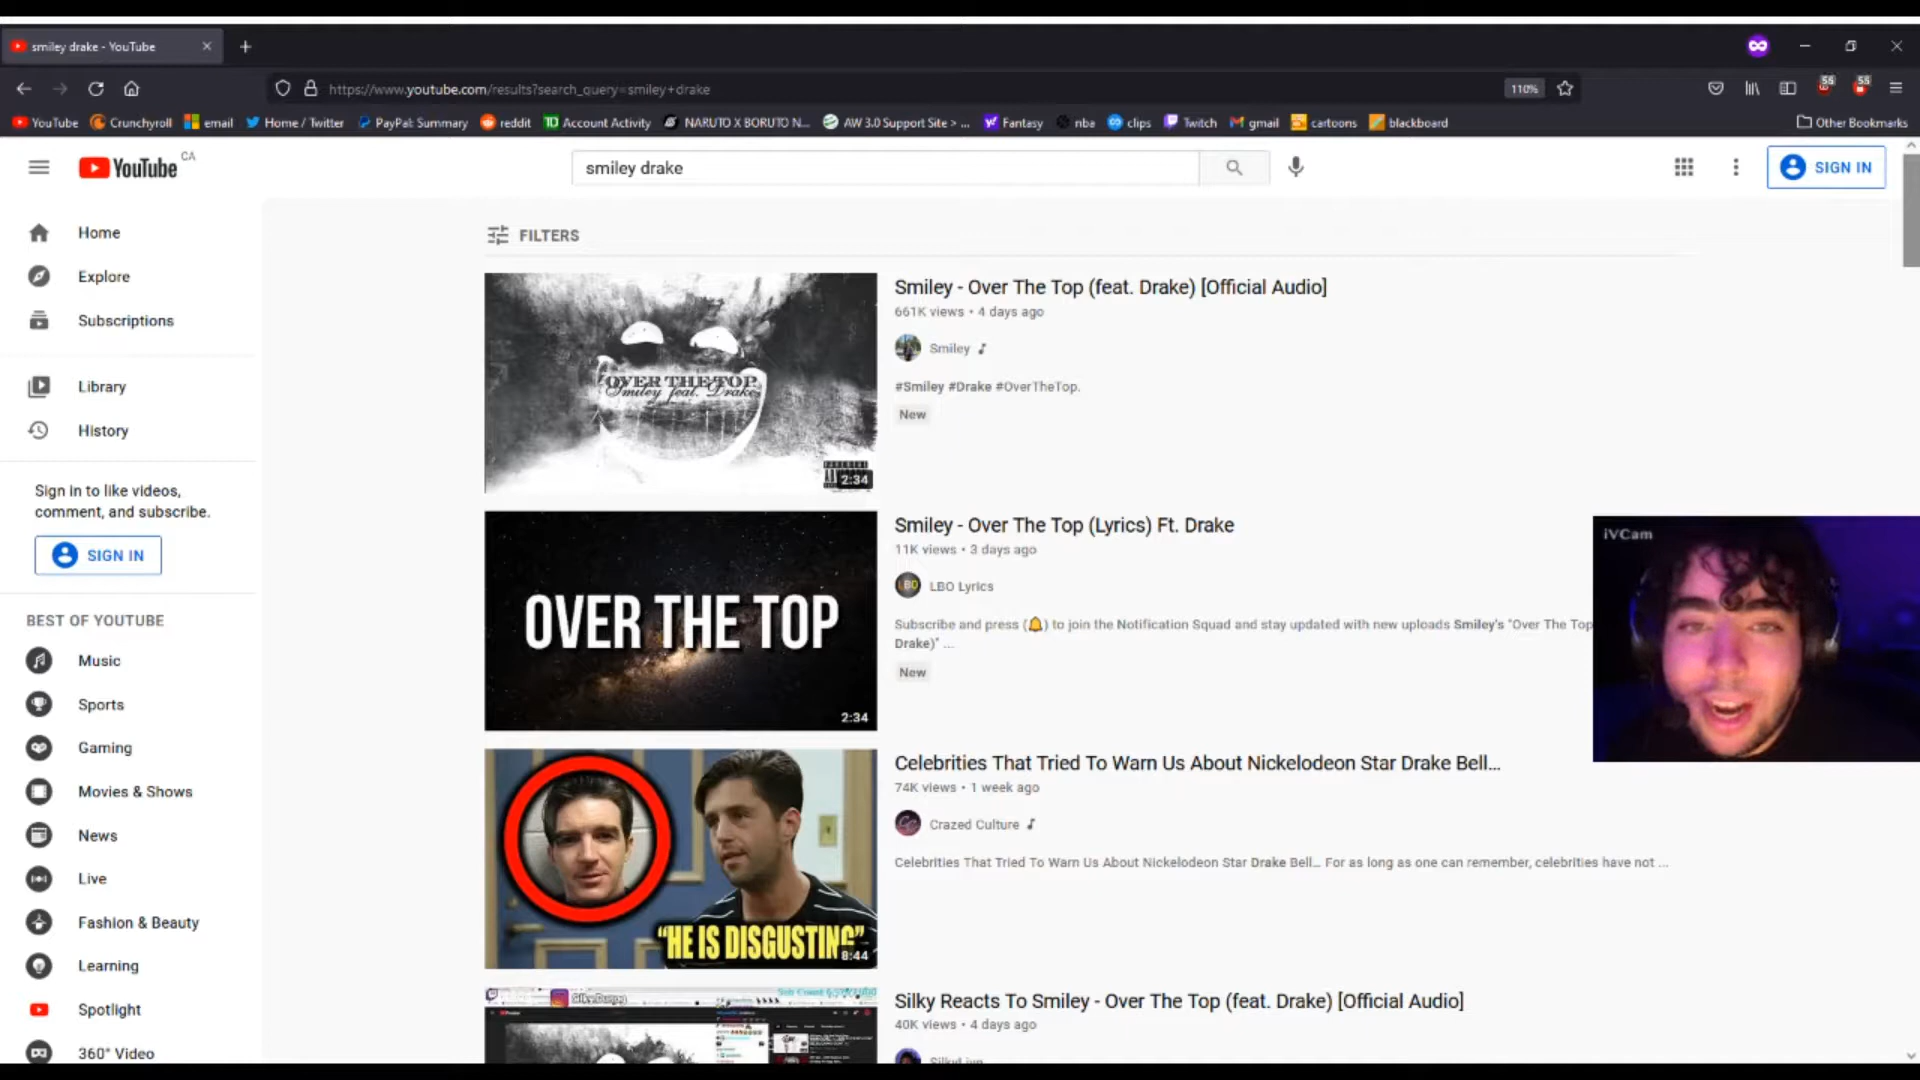 smiley drake - YouTube
https://www.youtube.com/results?search_query=smiley+drake
110%
55
55
YouTube
Crunchyroll
email
Home / Twitter
PayPal: Summary
reddit
TD Account Activity
NARUTO X BORUTO N...
AW 3.0 Support Site > ...
Fantasy
nba
clips
Twitch
gmail
cartoons
blackboard
Other Bookmarks
YouTube CA
smiley drake
SIGN IN
Home
Explore
Subscriptions
Library
History
Sign in to like videos,
comment, and subscribe.
SIGN IN
BEST OF YOUTUBE
Music
Sports
Gaming
Movies & Shows
News
Live
Fashion & Beauty
Learning
Spotlight
360° Video
FILTERS
OVER THE TOP
Smiley feat. Drake
2:34
Smiley - Over The Top (feat. Drake) [Official Audio]
661K views • 4 days ago
Smiley
#Smiley #Drake #OverTheTop.
New
OVER THE TOP
2:34
Smiley - Over The Top (Lyrics) Ft. Drake
11K views • 3 days ago
LBO
LBO Lyrics
Subscribe and press (🔔) to join the Notification Squad and stay updated with new uploads Smiley's "Over The Top
Drake)" ...
New
iVCam
"HE IS DISGUSTING"
8:44
Celebrities That Tried To Warn Us About Nickelodeon Star Drake Bell...
74K views • 1 week ago
Crazed Culture
Celebrities That Tried To Warn Us About Nickelodeon Star Drake Bell... For as long as one can remember, celebrities have not ...
Silky Reacts To Smiley - Over The Top (feat. Drake) [Official Audio]
40K views • 4 days ago